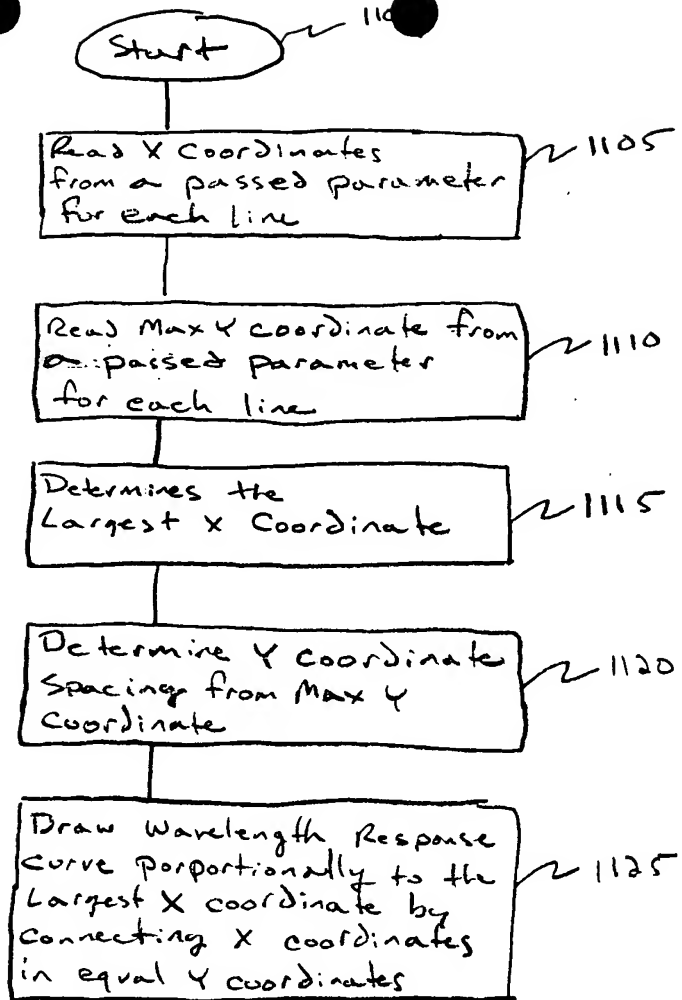 Start
Read X Coordinates
from a passed parameter
for each line
1105
Read Max Y coordinate from
a passed parameter
for each line
1110
Determines the
Largest X Coordinate
1115
Determine Y coordinate
Spacing from Max Y
Coordinate
1120
Draw Wavelength Response
curve porportionally to the
Largest X coordinate by
connecting X coordinates
in equal Y coordinates
1125